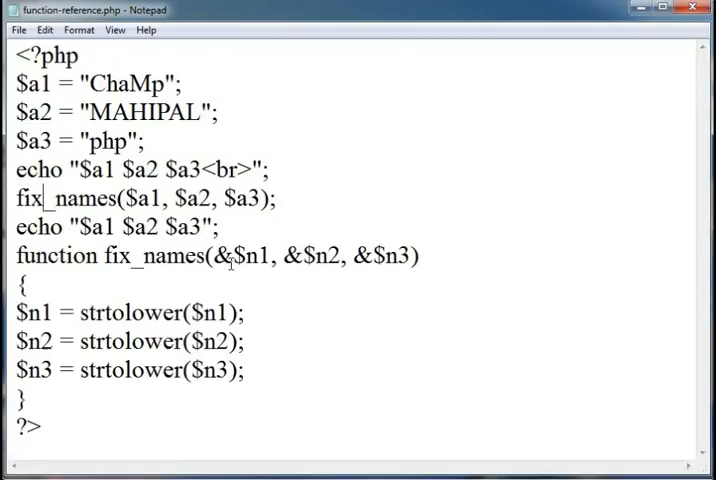 function-reference.php - Notepad
File Edit Format View Help
<?php
$a1 = "ChaMp";
$a2 = "MAHIPAL";
$a3 = "php";
echo "$a1 $a2 $a3<br>";
fix_names($a1, $a2, $a3);
echo "$a1 $a2 $a3";
function fix_names(&$n1, &$n2, &$n3)
{
$n1 = strtolower($n1);
$n2 = strtolower($n2);
$n3 = strtolower($n3);
}
?>